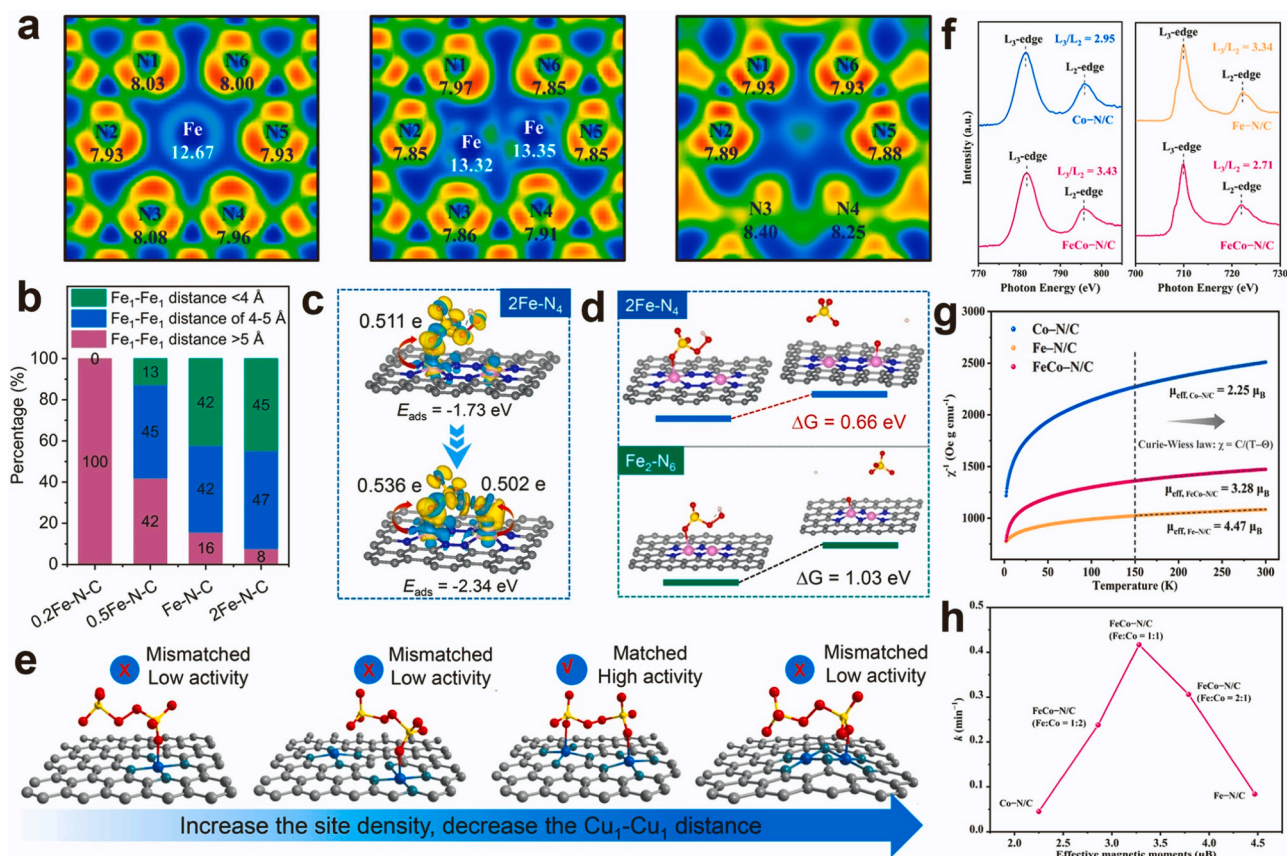 a
N1
8.03
N6
8.00
N2
7.93
Fe
12.67
N5
7.93
N3
8.08
N4
7.96
N1
7.97
N6
7.85
N2
7.85
Fe
13.32
Fe
13.35
N5
7.85
N3
7.86
N4
7.91
N1
7.93
N6
7.93
N2
7.89
N5
7.88
N3
8.40
N4
8.25
b
Fe₁-Fe₁ distance <4 Å
Fe₁-Fe₁ distance of 4-5 Å
Fe₁-Fe₁ distance >5 Å
Percentage (%)
100
80
60
40
20
0
0
100
13
45
42
42
42
16
45
47
8
0.2Fe-N-C
0.5Fe-N-C
Fe-N-C
2Fe-N-C
c
2Fe-N₄
0.511 e
E_ads = -1.73 eV
0.536 e
0.502 e
E_ads = -2.34 eV
d
2Fe-N₄
ΔG = 0.66 eV
Fe₂-N₆
ΔG = 1.03 eV
e
X
Mismatched
Low activity
X
Mismatched
Low activity
√
Matched
High activity
X
Mismatched
Low activity
Increase the site density, decrease the Cu₁-Cu₁ distance
f
Intensity (a.u.)
L₃-edge
L₃/L₂ = 2.95
L₂-edge
Co–N/C
L₃-edge
L₃/L₂ = 3.43
L₂-edge
FeCo–N/C
770 780 790 800
Photon Energy (eV)
L₃-edge
L₃/L₂ = 3.34
L₂-edge
Fe–N/C
L₃-edge
L₃/L₂ = 2.71
L₂-edge
FeCo–N/C
700 710 720 730
Photon Energy (eV)
g
Co–N/C
Fe–N/C
FeCo–N/C
χ⁻¹ (Oe g emu⁻¹)
2500
2000
1500
1000
μ_eff, Co–N/C = 2.25 μ_B
Curie-Wiess law: χ = C/(T–Θ)
μ_eff, FeCo–N/C = 3.28 μ_B
μ_eff, Fe–N/C = 4.47 μ_B
0 50 100 150 200 250 300
Temperature (K)
h
k (min⁻¹)
0.5
0.4
0.3
0.2
0.1
0.0
FeCo–N/C
(Fe:Co = 1:1)
FeCo–N/C
(Fe:Co = 2:1)
FeCo–N/C
(Fe:Co = 1:2)
Co–N/C
Fe–N/C
2.0 2.5 3.0 3.5 4.0 4.5
Effective magnetic moments (μB)